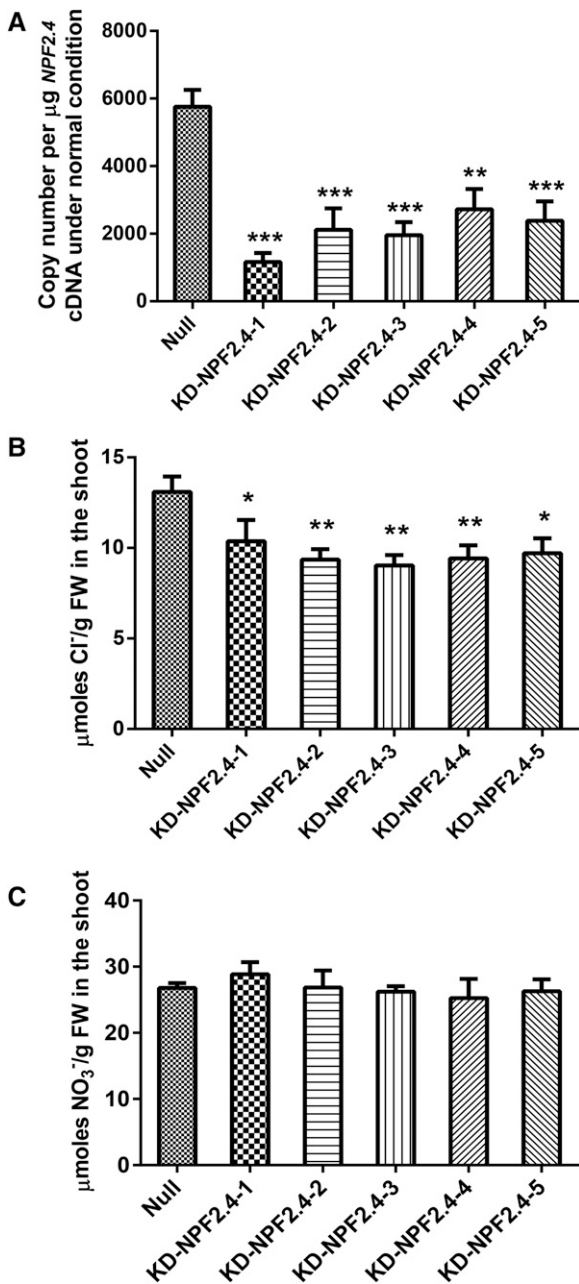 A
Copy number per μg NPF2.4
cDNA under normal condition
8000
6000
4000
2000
0
***
***
***
**
***
Null
KD-NPF2.4-1
KD-NPF2.4-2
KD-NPF2.4-3
KD-NPF2.4-4
KD-NPF2.4-5
B
μmoles Cl⁻/g FW in the shoot
15
10
5
0
*
**
**
**
*
Null
KD-NPF2.4-1
KD-NPF2.4-2
KD-NPF2.4-3
KD-NPF2.4-4
KD-NPF2.4-5
C
μmoles NO₃⁻/g FW in the shoot
40
30
20
10
0
Null
KD-NPF2.4-1
KD-NPF2.4-2
KD-NPF2.4-3
KD-NPF2.4-4
KD-NPF2.4-5